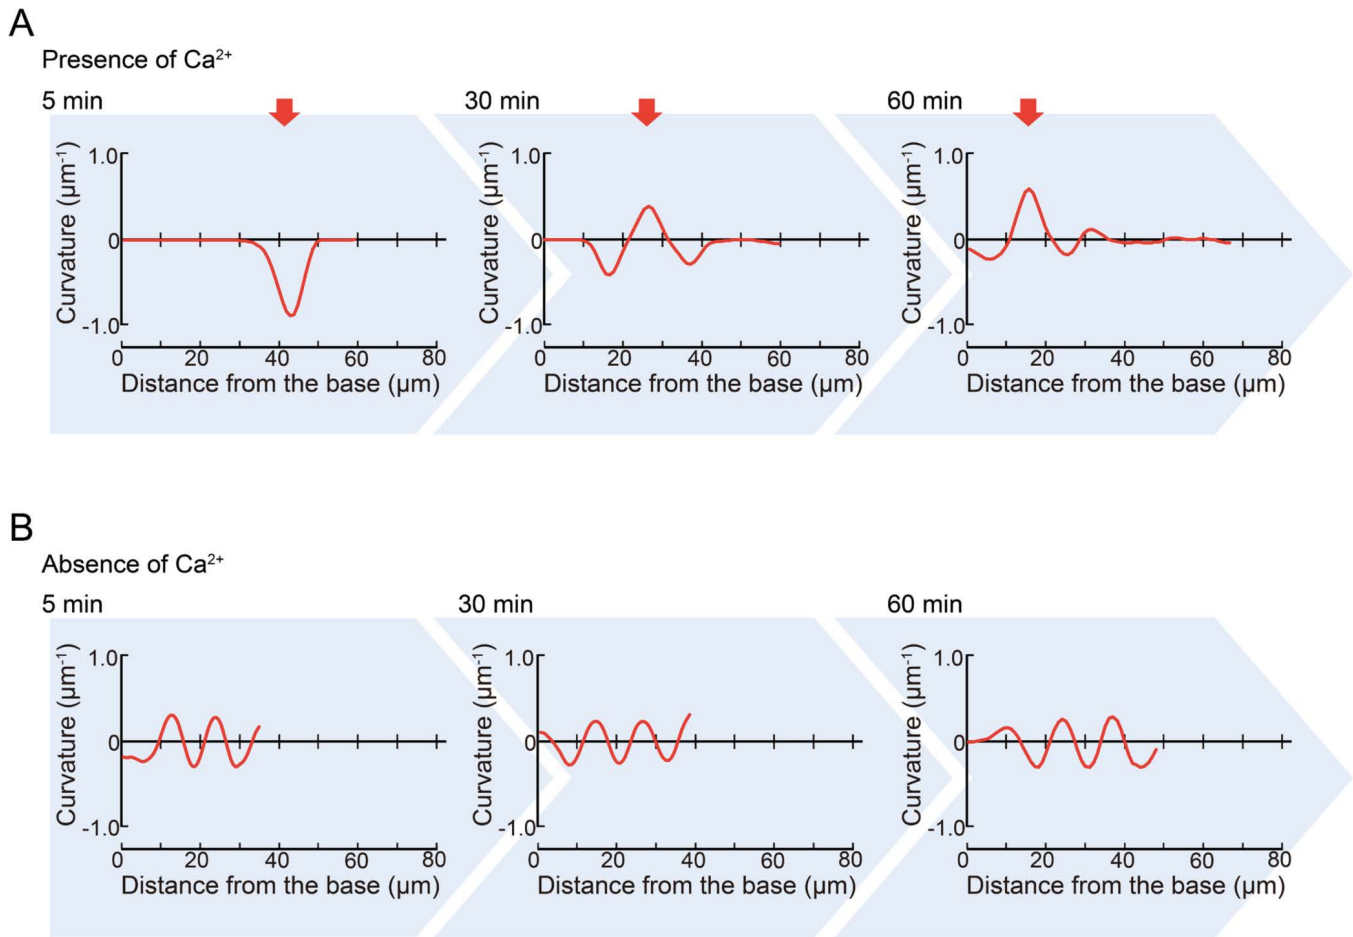 A
Presence of Ca²⁺
5 min
30 min
60 min
Curvature (μm⁻¹)
1.0
0
-1.0
0 20 40 60 80
Distance from the base (μm)
Curvature (μm⁻¹)
1.0
0
-1.0
0 20 40 60 80
Distance from the base (μm)
Curvature (μm⁻¹)
1.0
0
-1.0
0 20 40 60 80
Distance from the base (μm)
B
Absence of Ca²⁺
5 min
30 min
60 min
Curvature (μm⁻¹)
1.0
0
-1.0
0 20 40 60 80
Distance from the base (μm)
Curvature (μm⁻¹)
1.0
0
-1.0
0 20 40 60 80
Distance from the base (μm)
Curvature (μm⁻¹)
1.0
0
-1.0
0 20 40 60 80
Distance from the base (μm)